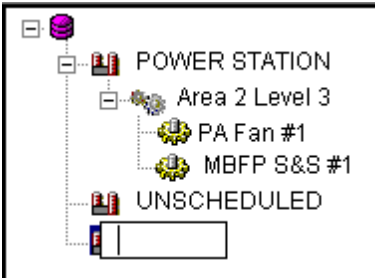 POWER STATION
Area 2 Level 3
PA Fan #1
MBFP S&S #1
UNSCHEDULED